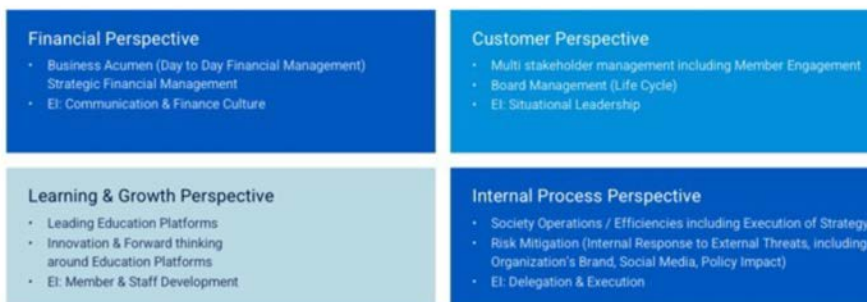 Financial Perspective
• Business Acumen (Day to Day Financial Management)
Strategic Financial Management
• EI: Communication & Finance Culture
Customer Perspective
• Multi stakeholder management including Member Engagement
• Board Management (Life Cycle)
• EI: Situational Leadership
Learning & Growth Perspective
• Leading Education Platforms
• Innovation & Forward thinking
around Education Platforms
• EI: Member & Staff Development
Internal Process Perspective
• Society Operations / Efficiencies including Execution of Strategy
• Risk Mitigation (Internal Response to External Threats, including
Organization's Brand, Social Media, Policy Impact)
• EI: Delegation & Execution